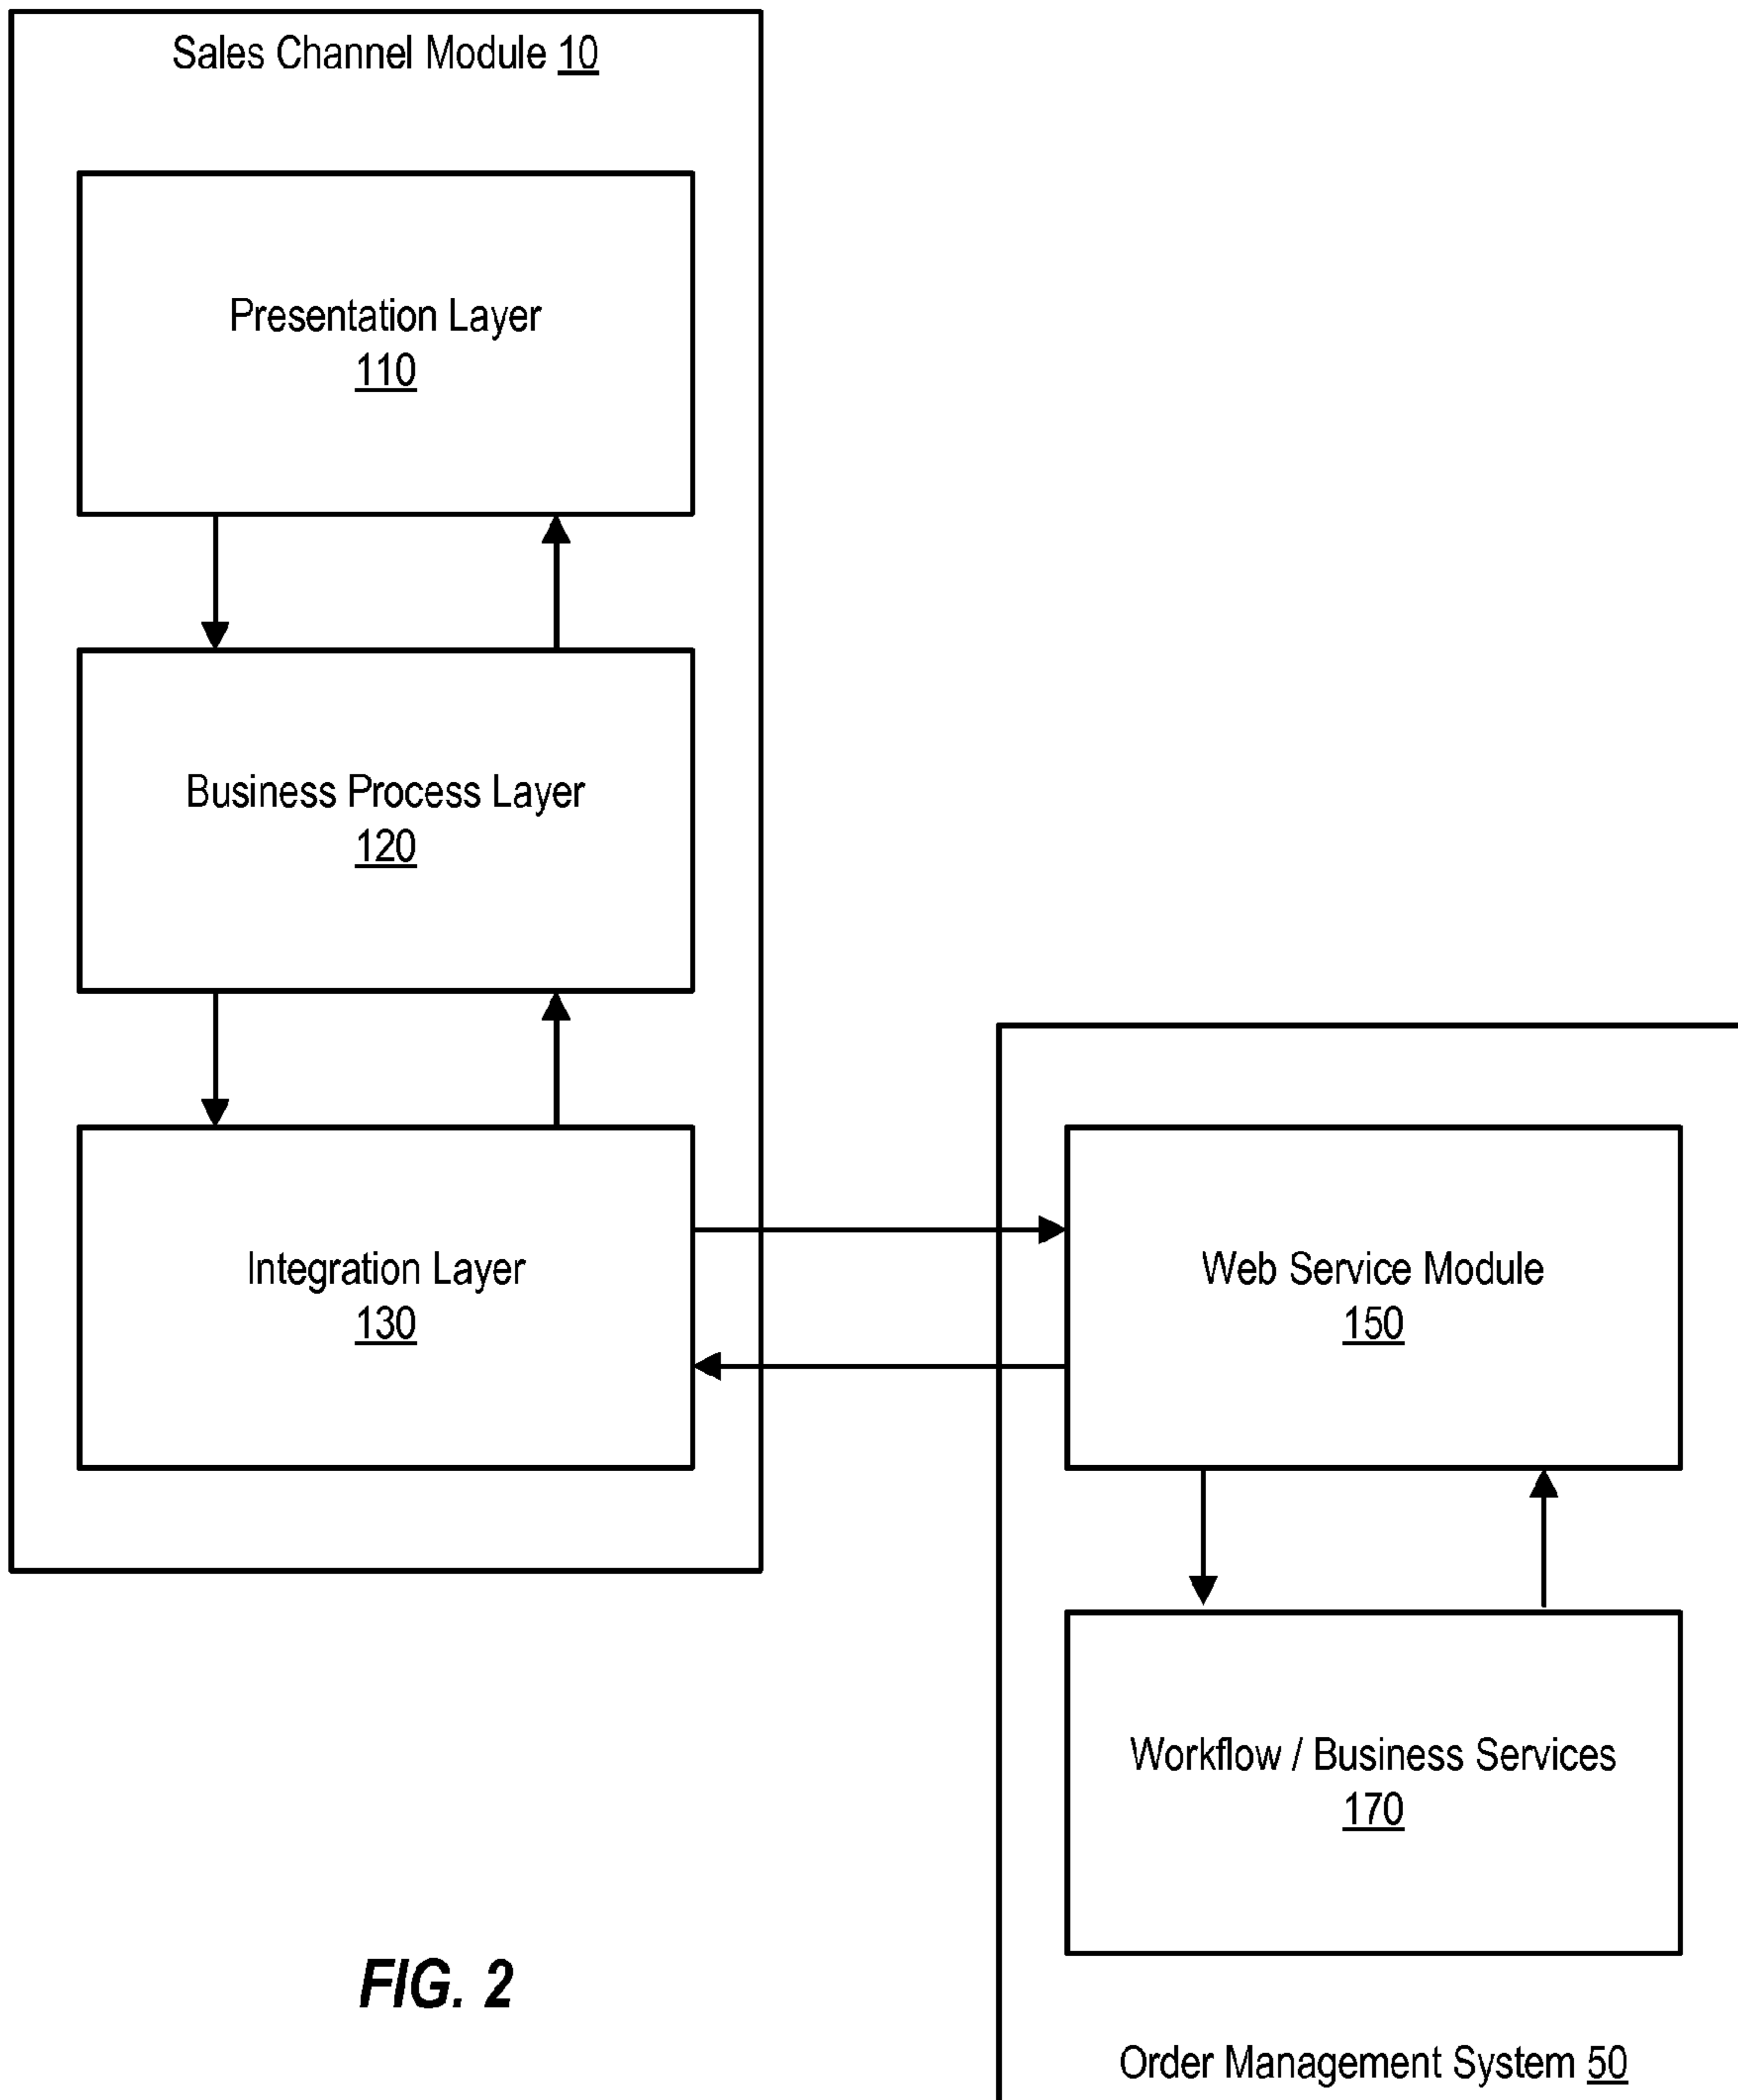 Sales Channel Module 10
Presentation Layer
110
Business Process Layer
120
Integration Layer
130
Web Service Module
150
Workflow / Business Services
170
Order Management System 50
FIG. 2